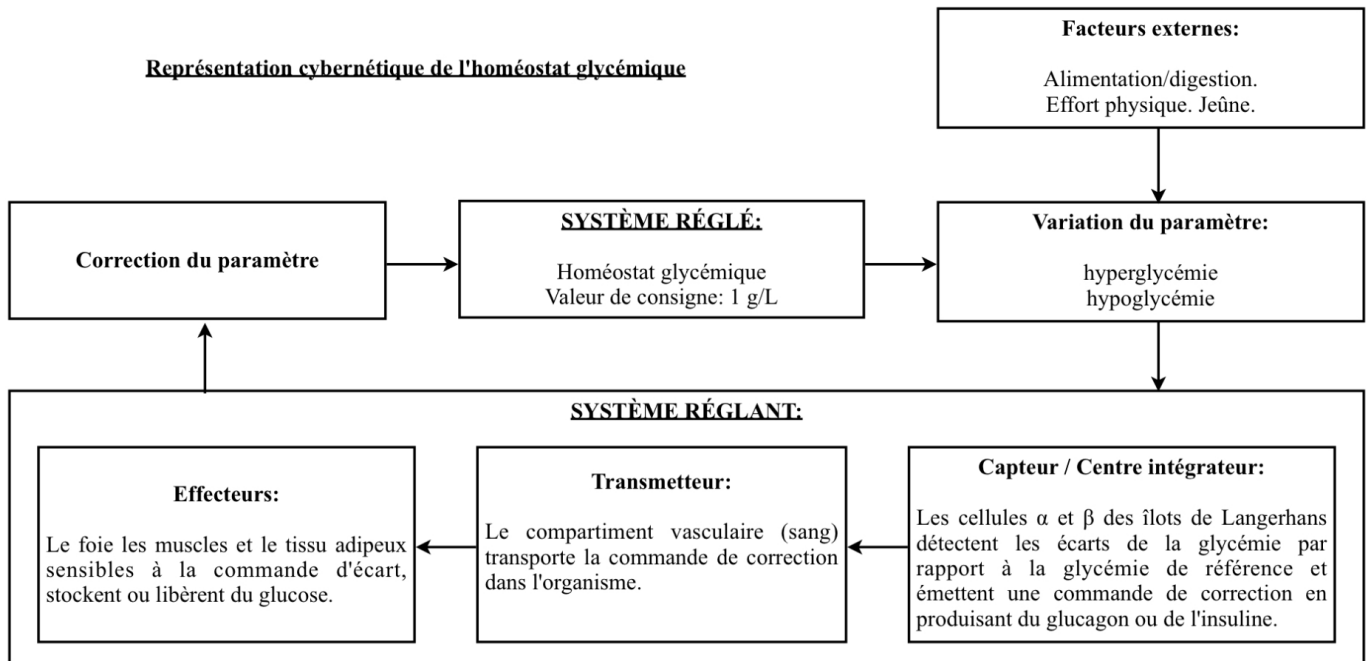 Représentation cybernétique de l'homéostat glycémique
Facteurs externes:
Alimentation/digestion.
Effort physique. Jeûne.
Correction du paramètre
SYSTÈME RÉGLÉ:
Homéostat glycémique
Valeur de consigne: 1 g/L
Variation du paramètre:
hyperglycémie
hypoglycémie
SYSTÈME RÉGLANT:
Effecteurs:
Le foie les muscles et le tissu adipeux
sensibles à la commande d'écart,
stockent ou libèrent du glucose.
Transmetteur:
Le compartiment vasculaire (sang)
transporte la commande de correction
dans l'organisme.
Capteur / Centre intégrateur:
Les cellules α et β des îlots de Langerhans
détectent les écarts de la glycémie par
rapport à la glycémie de référence et
émettent une commande de correction en
produisant du glucagon ou de l'insuline.